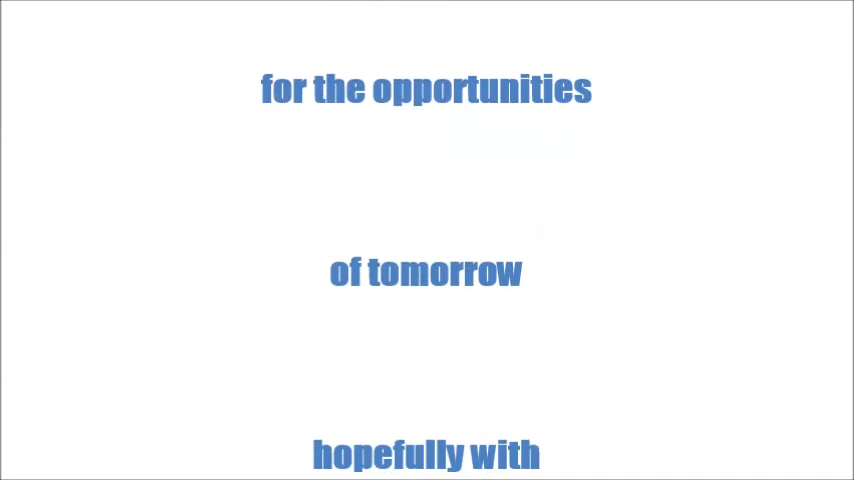 for the opportunities
of tomorrow
hopefully with